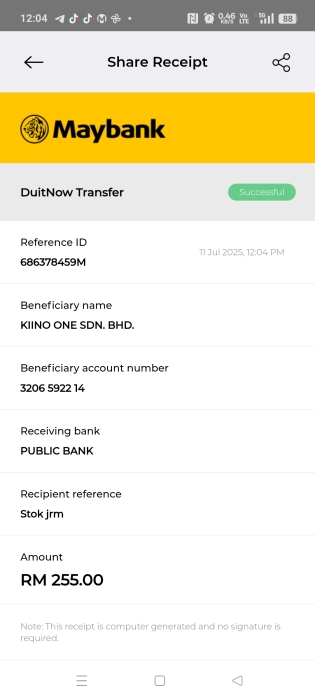 12:04 0.46 KB/S Vo LTE 5G 88
Share Receipt
Maybank
DuitNow Transfer Successful
Reference ID
686378459M 11 Jul 2025, 12:04 PM
Beneficiary name
KIINO ONE SDN. BHD.
Beneficiary account number
3206 5922 14
Receiving bank
PUBLIC BANK
Recipient reference
Stok jrm
Amount
RM 255.00
Note: This receipt is computer generated and no signature is
required.